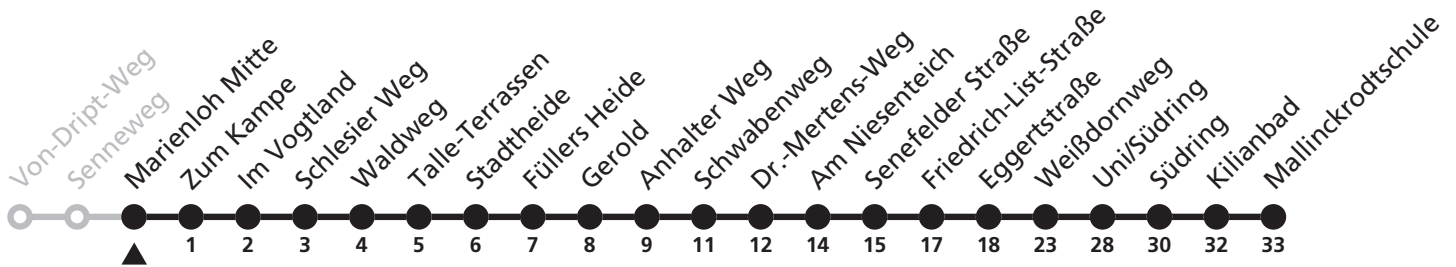 Von-Dript-Weg
Senneweg
Marienloh Mitte
Zum Kampe
Im Vogtland
Schlesier Weg
Waldweg
Talle-Terrassen
Stadtheide
Füllers Heide
Gerold
Anhalter Weg
Schwabenweg
Dr.-Mertens-Weg
Am Niesenteich
Senefelder Straße
Friedrich-List-Straße
Eggertstraße
Weißdornweg
Uni/Südring
Südring
Kilianbad
Mallinckrodtschule
1 2 3 4 5 6 7 8 9 11 12 14 15 17 18 23 28 30 32 33